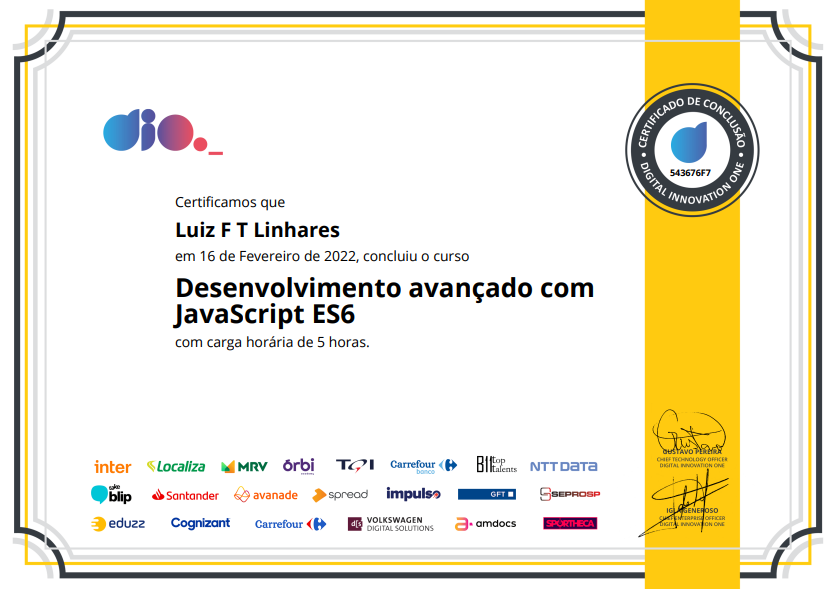 dio._
CERTIFICADO DE CONCLUSÃO
543676F7
DIGITAL INNOVATION ONE
Certificamos que
Luiz F T Linhares
em 16 de Fevereiro de 2022, concluiu o curso
Desenvolvimento avançado com
JavaScript ES6
com carga horária de 5 horas.
inter Localiza MRV órbi TQI Carrefour banco BTT top talents NTT DATA
take blip Santander avanade spread impulso GFT SEPROSP
eduzz Cognizant Carrefour d[s] VOLKSWAGEN DIGITAL SOLUTIONS a: amdocs SPORTHECA
GUSTAVO PEREIRA
CHIEF TECHNOLOGY OFFICER
DIGITAL INNOVATION ONE
GENEROSO
CHIEF ENTERPRISE OFFICER
DIGITAL INNOVATION ONE